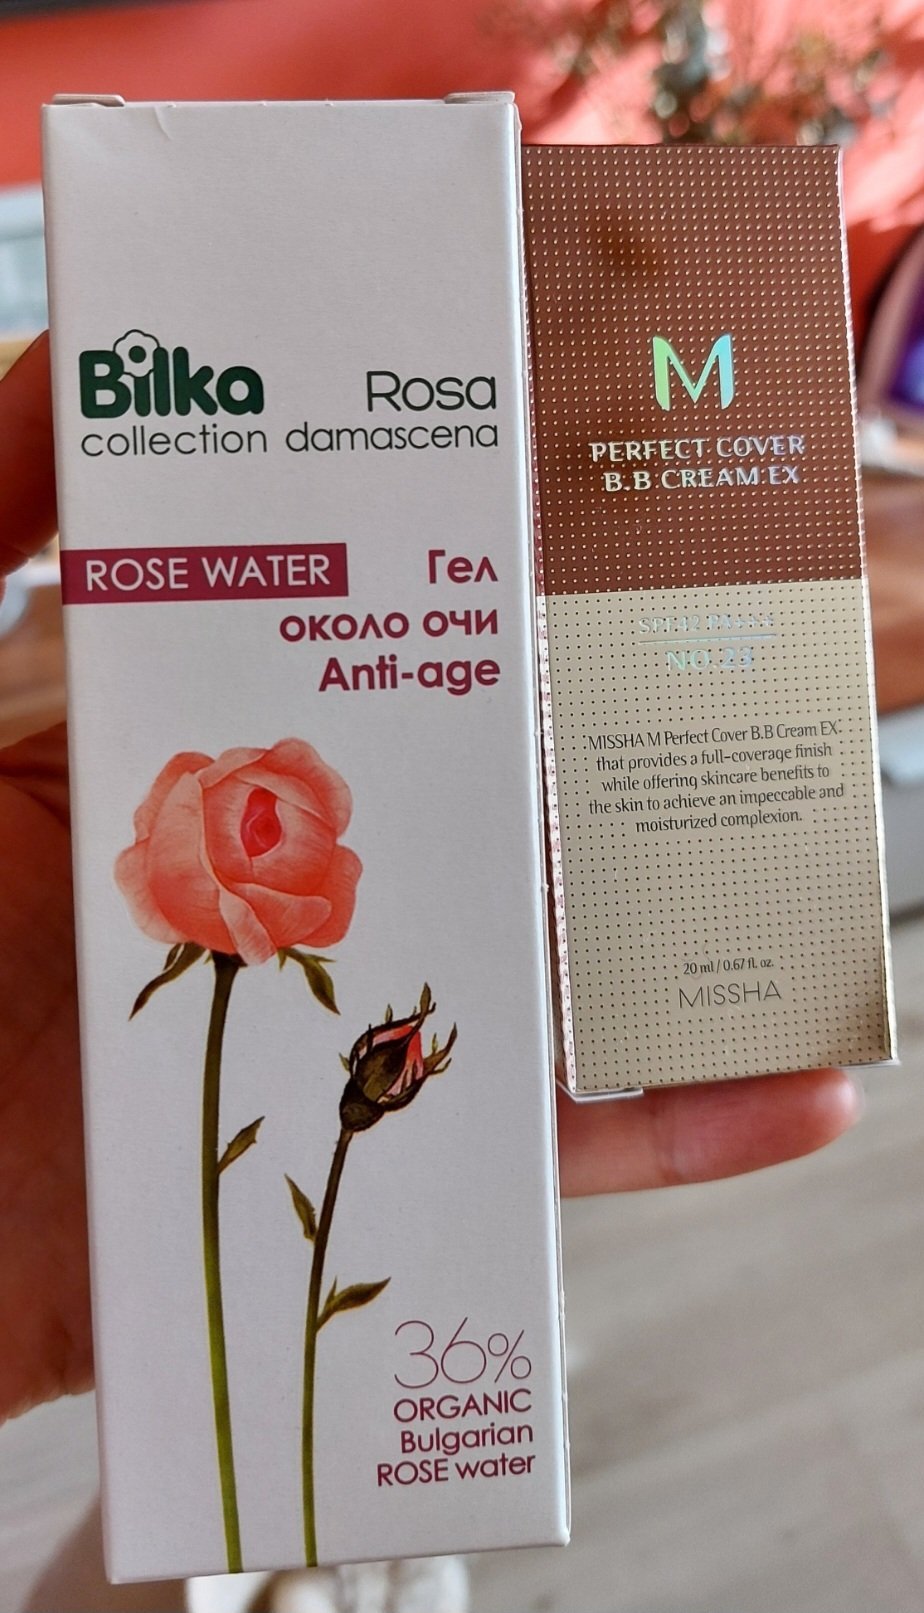 Bilka
collection
Rosa
damascena
ROSE WATER
Гел
около очи
Anti-age
36%
ORGANIC
Bulgarian
ROSE water
M
PERFECT COVER
B.B CREAM EX
SPF42 PA+++
NO.23
MISSHA M Perfect Cover B.B Cream EX
that provides a full-coverage finish
while offering skincare benefits to
the skin to achieve an impeccable and
moisturized complexion.
20 ml / 0.67 fl. oz.
MISSHA